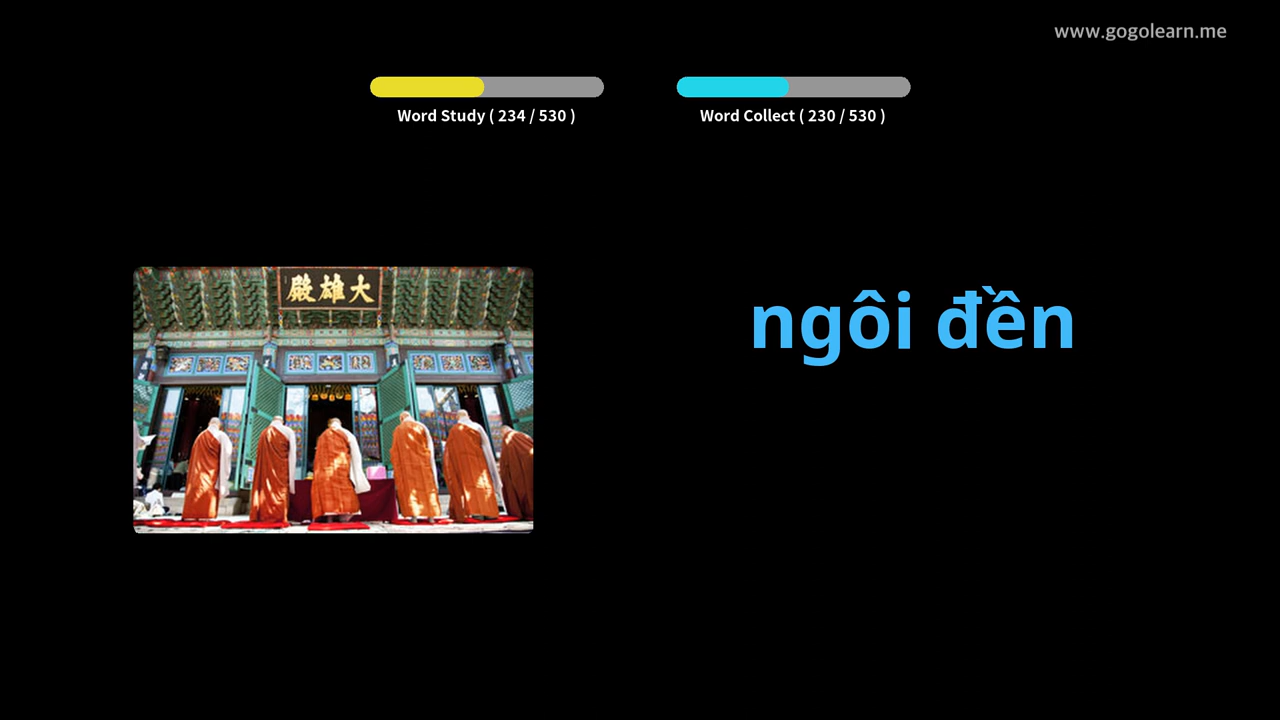 www.gogolearn.me
Word Study ( 234 / 530 )
Word Collect ( 230 / 530 )
殿雄大
ngôi đền